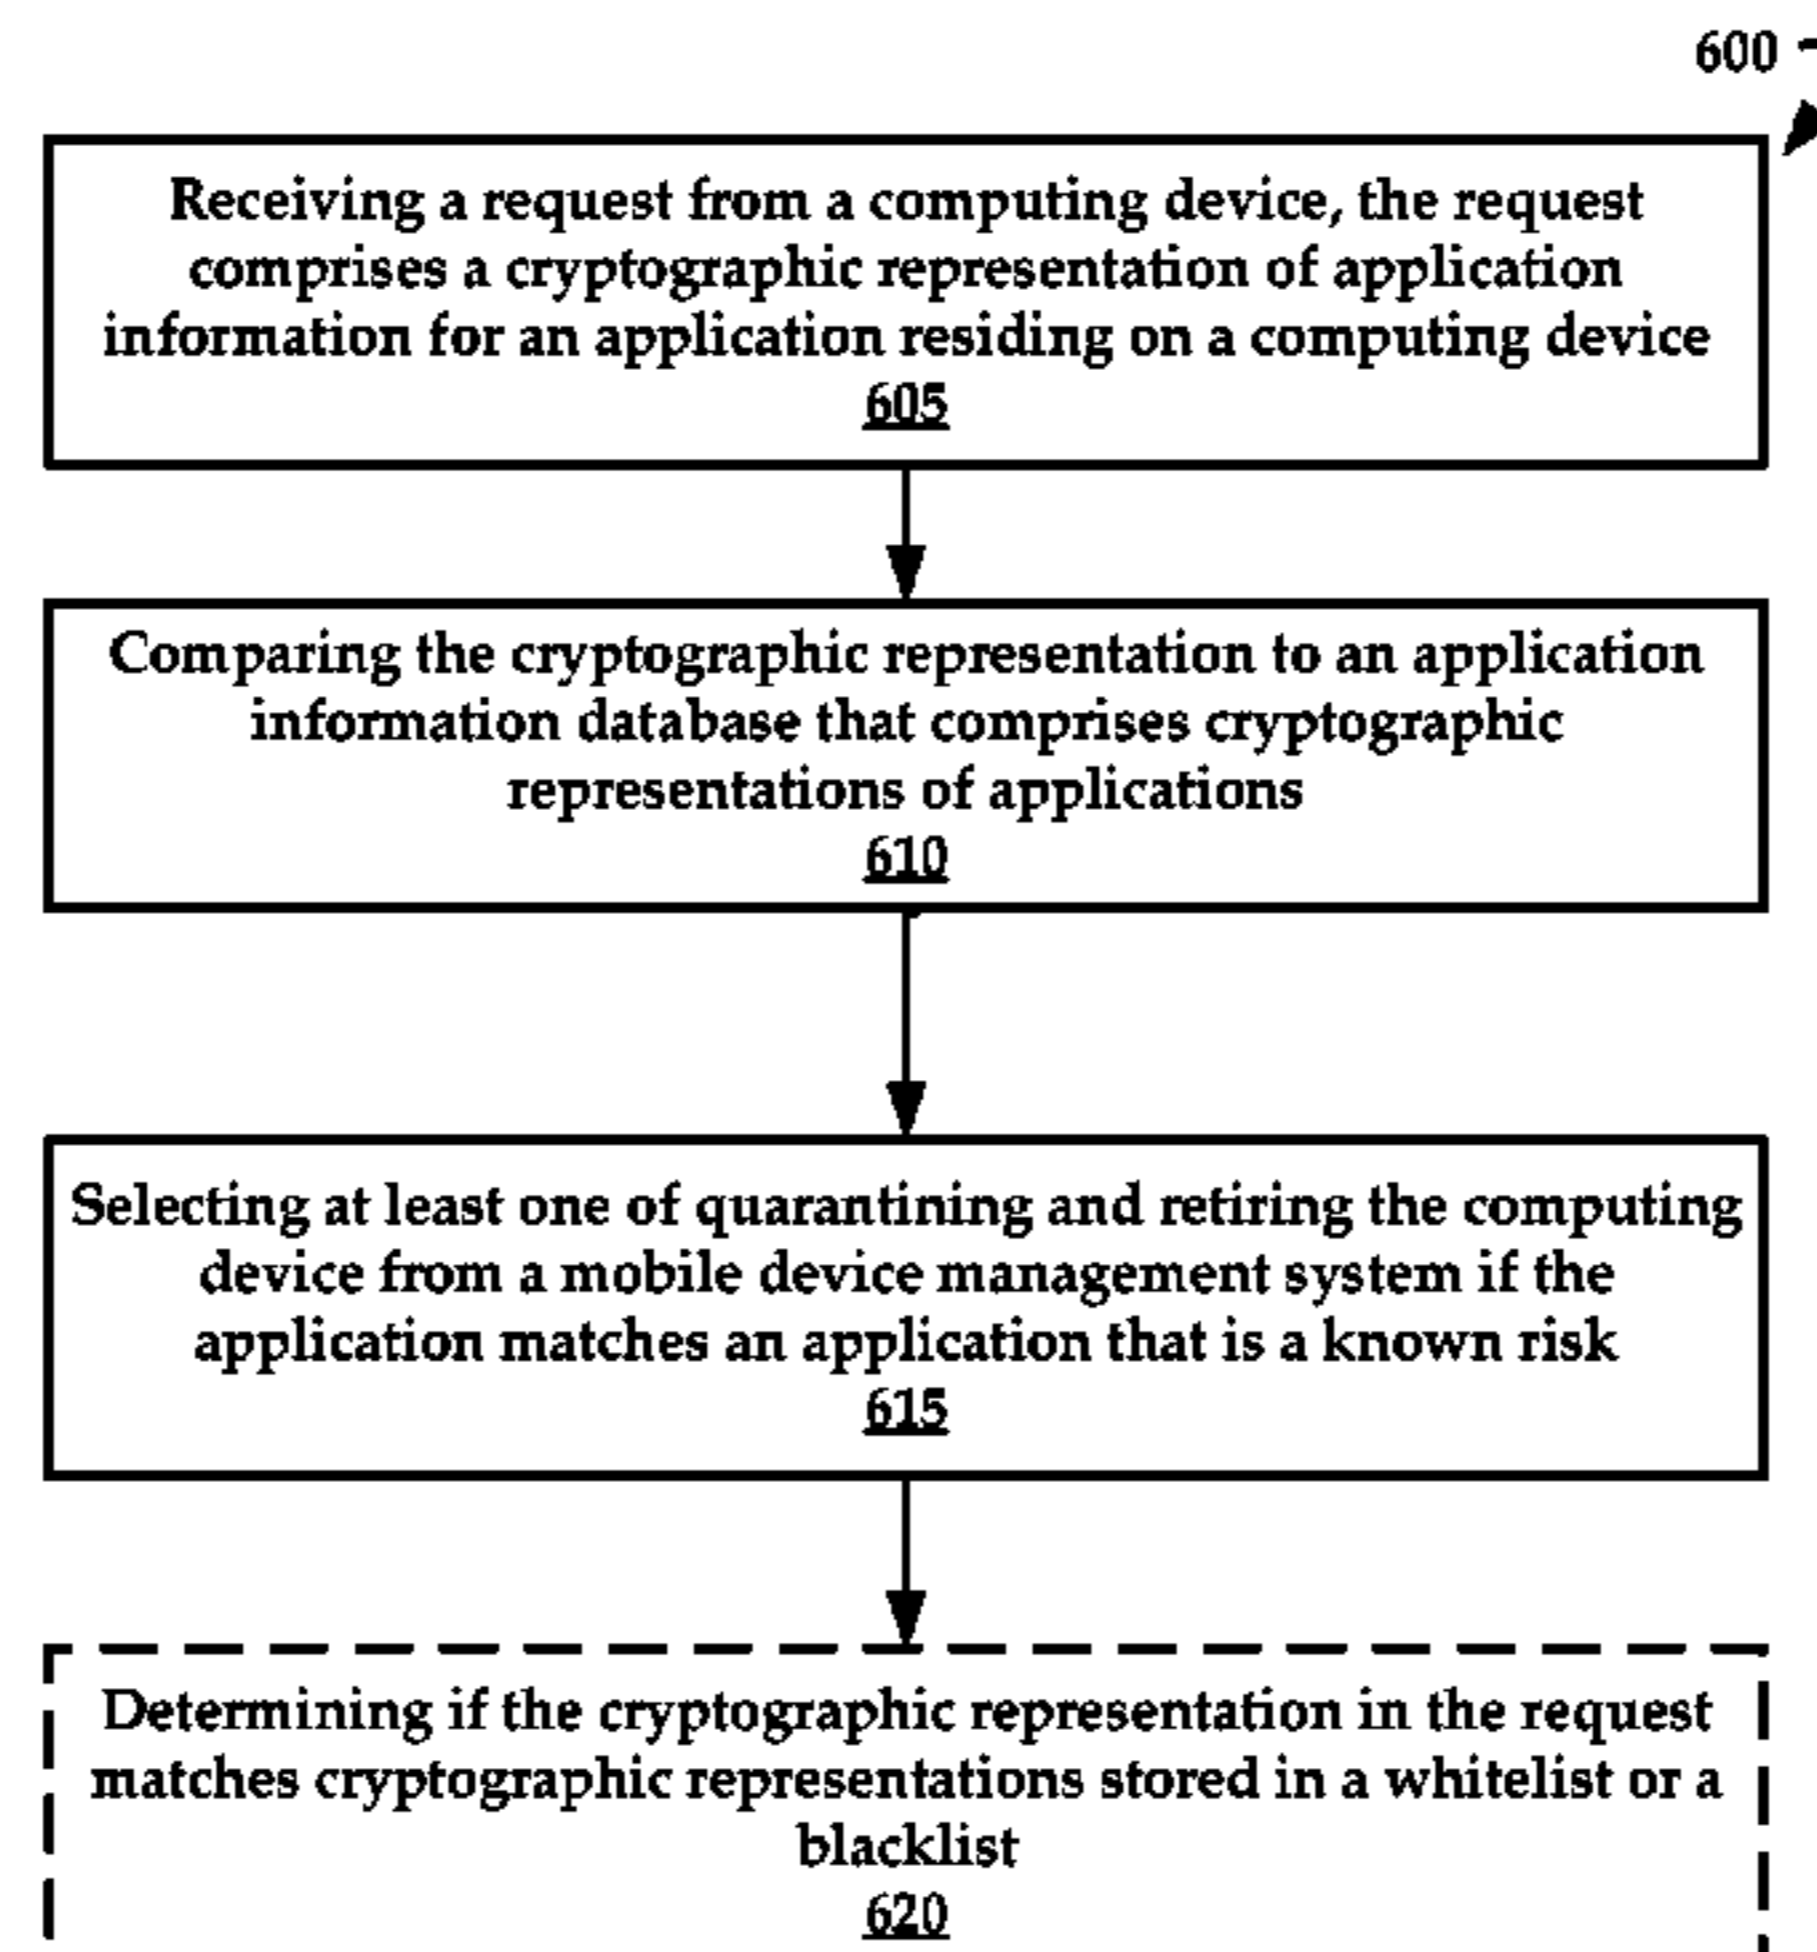 600
Receiving a request from a computing device, the request
comprises a cryptographic representation of application
information for an application residing on a computing device
605
Comparing the cryptographic representation to an application
information database that comprises cryptographic
representations of applications
610
Selecting at least one of quarantining and retiring the computing
device from a mobile device management system if the
application matches an application that is a known risk
615
Determining if the cryptographic representation in the request
matches cryptographic representations stored in a whitelist or a
blacklist
620